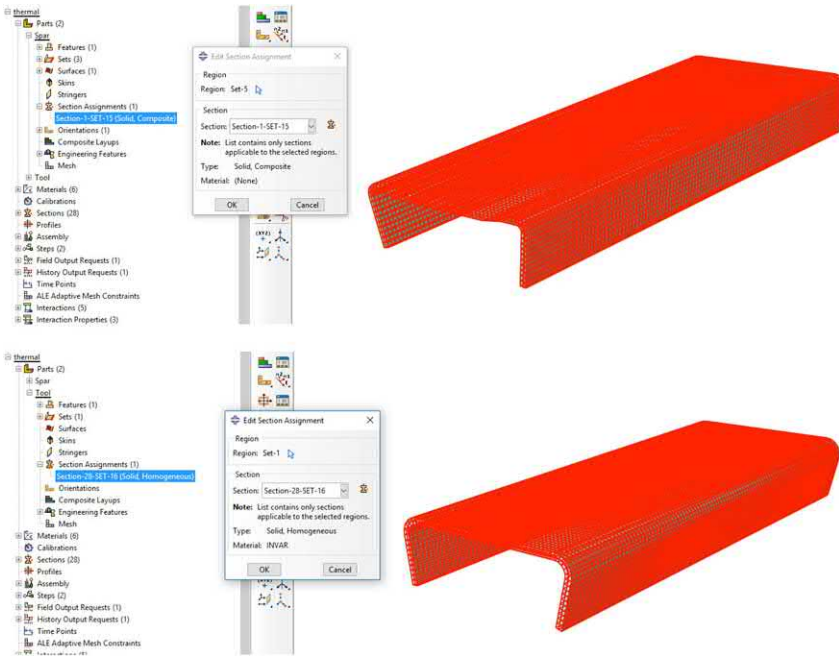 thermal
Parts (2)
Spar
Features (1)
Sets (3)
Surfaces (1)
Skins
Stringers
Section Assignments (1)
Section-1-SET-15 (Solid, Composite)
Orientations (1)
Composite Layups
Engineering Features
Mesh
Tool
Materials (6)
Calibrations
Sections (28)
Profiles
Assembly
Steps (2)
Field Output Requests (1)
History Output Requests (1)
Time Points
ALE Adaptive Mesh Constraints
Interactions (5)
Interaction Properties (3)
Edit Section Assignment
Region
Region: Set-5
Section
Section: Section-1-SET-15
Note: List contains only sections
applicable to the selected regions.
Type: Solid, Composite
Material: (None)
OK Cancel
(XYZ)
thermal
Parts (2)
Spar
Tool
Features (1)
Sets (1)
Surfaces
Skins
Stringers
Section Assignments (1)
Section-28-SET-16 (Solid, Homogeneous)
Orientations
Composite Layups
Engineering Features
Mesh
Materials (6)
Calibrations
Sections (28)
Profiles
Assembly
Steps (2)
Field Output Requests (1)
History Output Requests (1)
Time Points
ALE Adaptive Mesh Constraints
Edit Section Assignment
Region
Region: Set-1
Section
Section: Section-28-SET-16
Note: List contains only sections
applicable to the selected regions.
Type: Solid, Homogeneous
Material: INVAR
OK Cancel